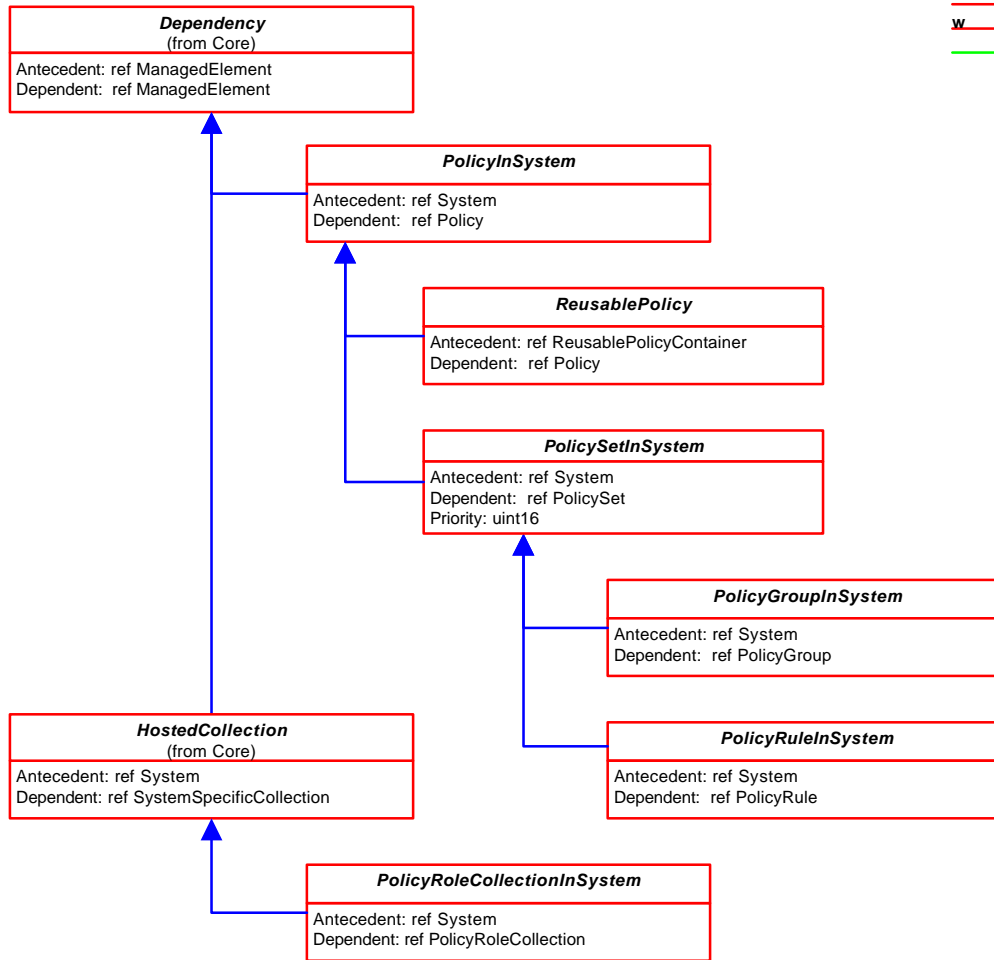 Dependency
(from Core)
Antecedent: ref ManagedElement
Dependent: ref ManagedElement
w
PolicyInSystem
Antecedent: ref System
Dependent: ref Policy
ReusablePolicy
Antecedent: ref ReusablePolicyContainer
Dependent: ref Policy
PolicySetInSystem
Antecedent: ref System
Dependent: ref PolicySet
Priority: uint16
PolicyGroupInSystem
Antecedent: ref System
Dependent: ref PolicyGroup
HostedCollection
(from Core)
Antecedent: ref System
Dependent: ref SystemSpecificCollection
PolicyRuleInSystem
Antecedent: ref System
Dependent: ref PolicyRule
PolicyRoleCollectionInSystem
Antecedent: ref System
Dependent: ref PolicyRoleCollection